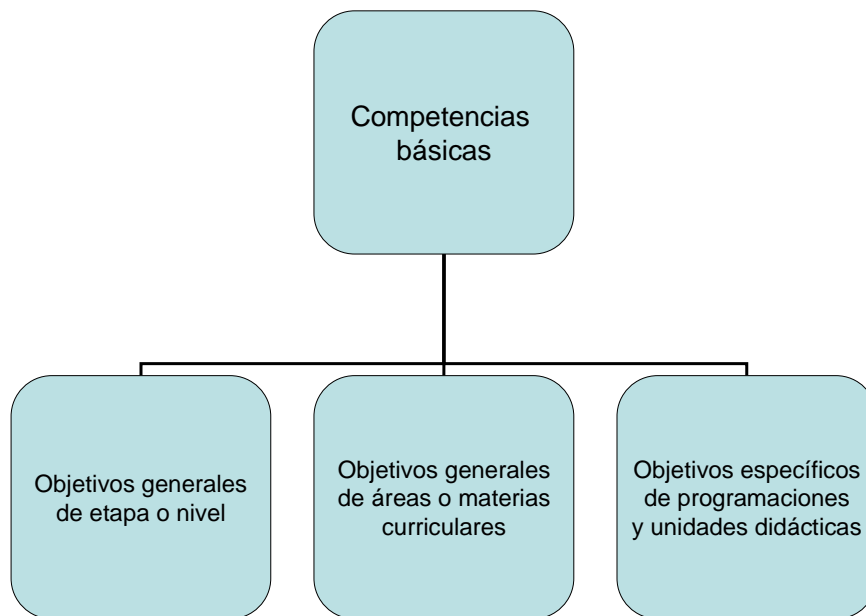 Competencias
básicas
Objetivos generales
de etapa o nivel
Objetivos generales
de áreas o materias
curriculares
Objetivos específicos
de programaciones
y unidades didácticas